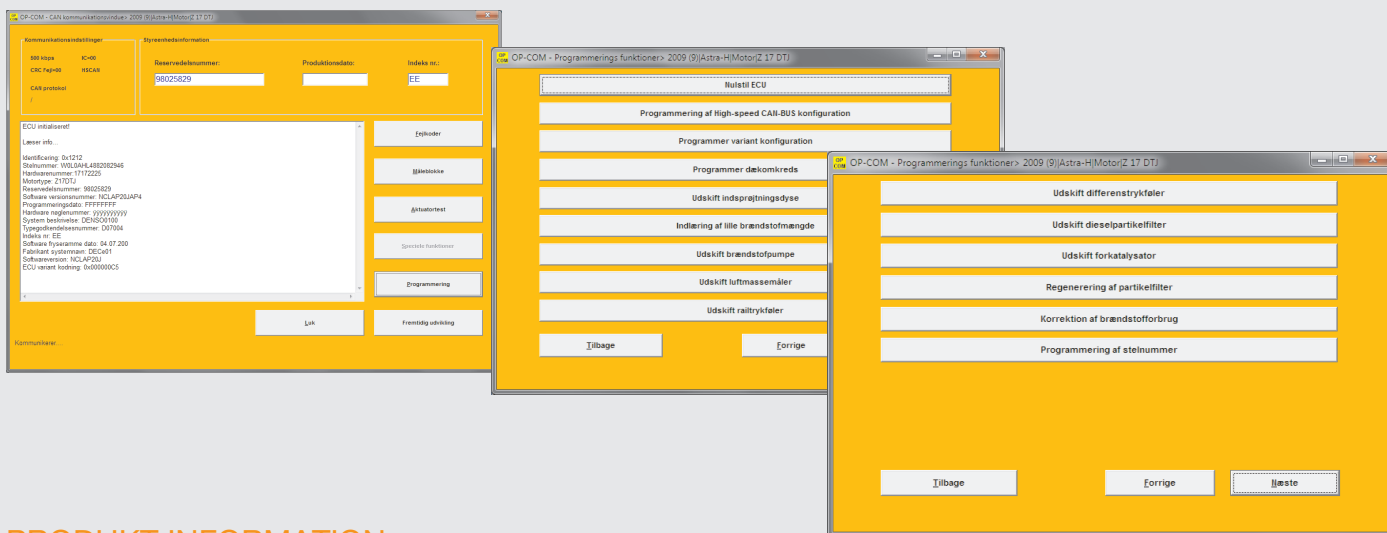 OP-COM - CAN kommunikationsvindue> 2009 (9)|Astra-H|Motor|Z 17 DTJ
Kommunikationsindstillinger
500 kbps IC=00
CRC Fejl=00 HSCAN
CAN protokol
/
Styreenhedsinformation
Reservedelsnummer: Produktionsdato: Indeks nr.:
98025829 EE
ECU initialiseret!
Læser info...
Identificering: 0x1212
Stelnummer: W0L0AHL4882082946
Hardwarenummer:17172225
Motortype: Z17DTJ
Reservedelsnummer: 98025829
Software versionsnummer: NCLAP20JAP4
Programmeringsdato: FFFFFFFF
Hardware nøglenummer: ÿÿÿÿÿÿÿÿÿÿ
System beskrivelse: DENSO0100
Typegodkendelsesnummer: D07004
Indeks nr: EE
Software fryseramme dato: 04.07.200
Fabrikant systemnavn: DECe01
Softwareversion: NCLAP20J
ECU variant kodning: 0x000000C5
Fejlkoder
Måleblokke
Aktuatortest
Specielle funktioner
Programmering
Luk
Fremtidig udvikling
Kommunikerer....
OP-COM - Programmerings funktioner> 2009 (9)|Astra-H|Motor|Z 17 DTJ
Nulstil ECU
Programmering af High-speed CAN-BUS konfiguration
Programmer variant konfiguration
Programmer dækomkreds
Udskift indsprøjtningsdyse
Indlæring af lille brændstofmængde
Udskift brændstofpumpe
Udskift luftmassemåler
Udskift railtrykføler
Tilbage
Forrige
OP-COM - Programmerings funktioner> 2009 (9)|Astra-H|Motor|Z 17 DTJ
Udskift differenstrykføler
Udskift dieselpartikelfilter
Udskift forkatalysator
Regenerering af partikelfilter
Korrektion af brændstofforbrug
Programmering af stelnummer
Tilbage
Forrige
Næste
PRODUKT INFORMATION